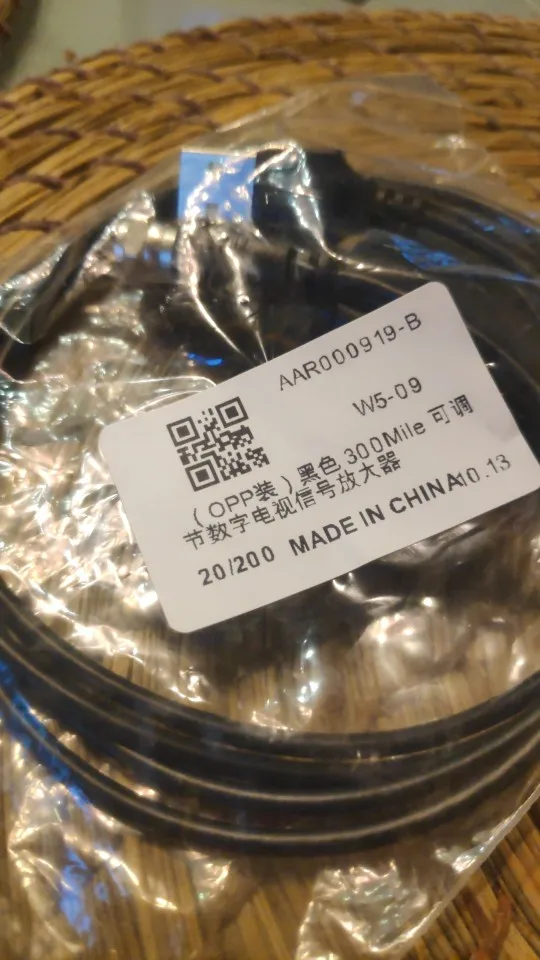 AAR000919-B
W5-09
（OPP装）黑色 300Mile 可调
节数字电视信号放大器
20/200 MADE IN CHINA10.13